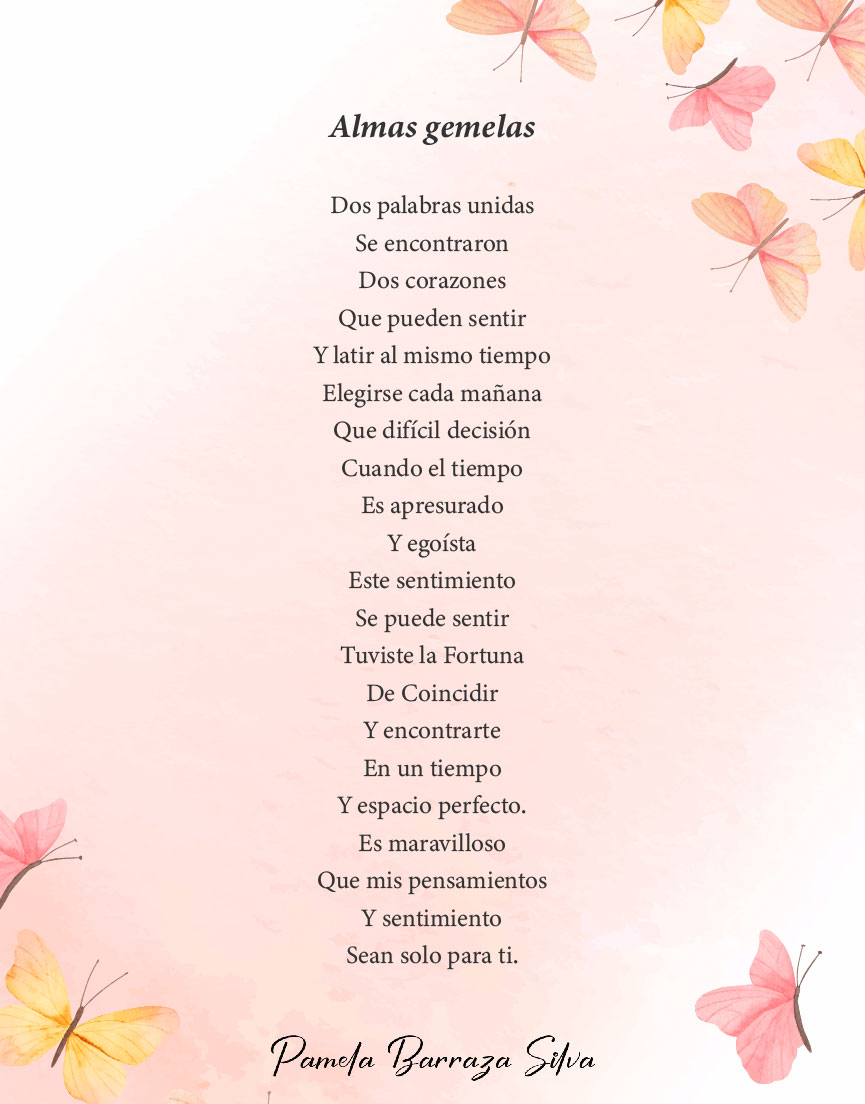 Almas gemelas
Dos palabras unidas
Se encontraron
Dos corazones
Que pueden sentir
Y latir al mismo tiempo
Elegirse cada mañana
Que difícil decisión
Cuando el tiempo
Es apresurado
Y egoísta
Este sentimiento
Se puede sentir
Tuviste la Fortuna
De Coincidir
Y encontrarte
En un tiempo
Y espacio perfecto.
Es maravilloso
Que mis pensamientos
Y sentimiento
Sean solo para ti.
Pamela Barraza Silva